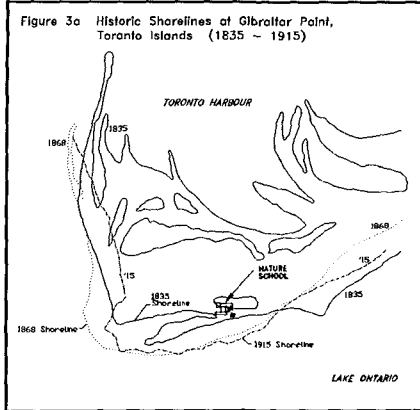 Figure 3a Historic Shorelines at Gibraltar Point,
Toronto Islands (1835 - 1915)
TORONTO HARBOUR
1868
1835
1868
'15
'15
NATURE
SCHOOL
1835
Shoreline
1835
1868 Shoreline
1915 Shoreline
LAKE ONTARIO